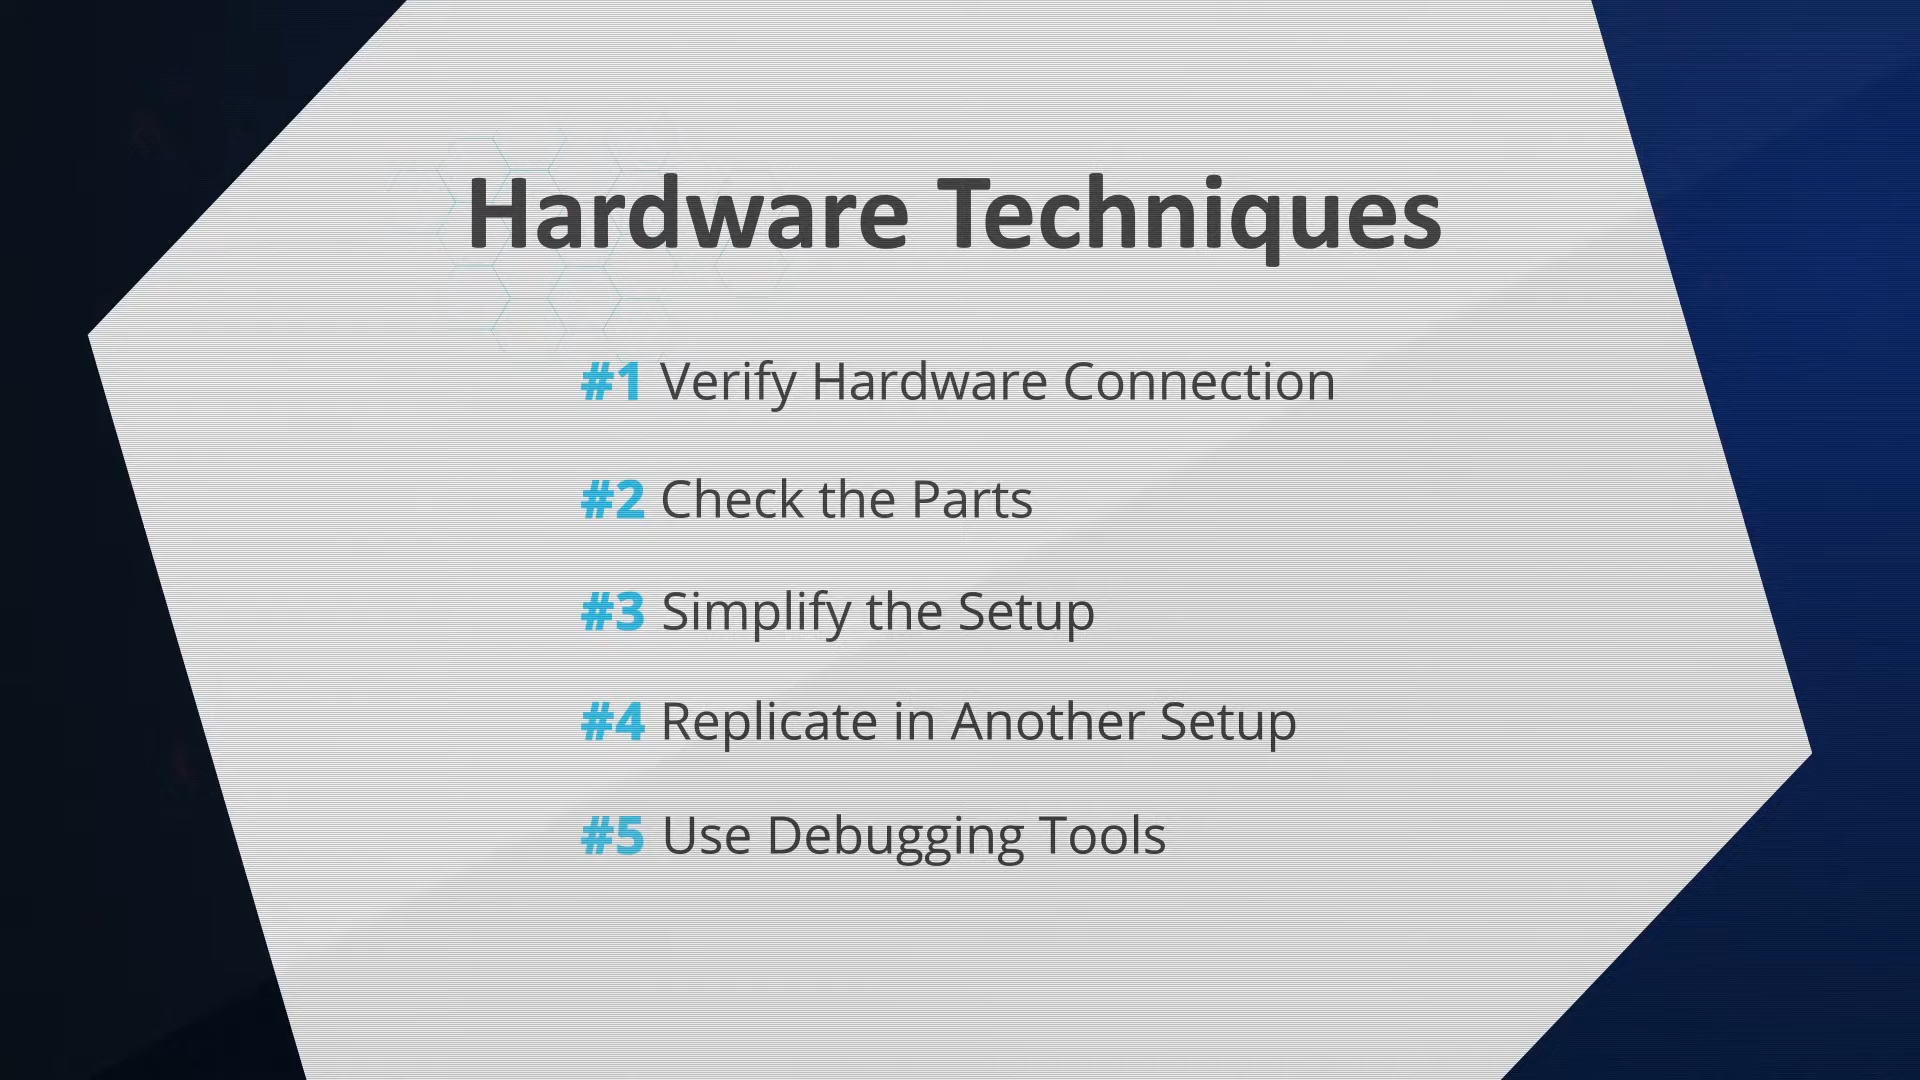 Hardware Techniques
#1 Verify Hardware Connection
#2 Check the Parts
#3 Simplify the Setup
#4 Replicate in Another Setup
#5 Use Debugging Tools